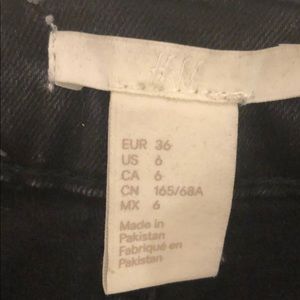 EUR 36
US 6
CA 6
CN 165/68A
MX 6
Made in
Pakistan
Fabriqué en
Pakistan